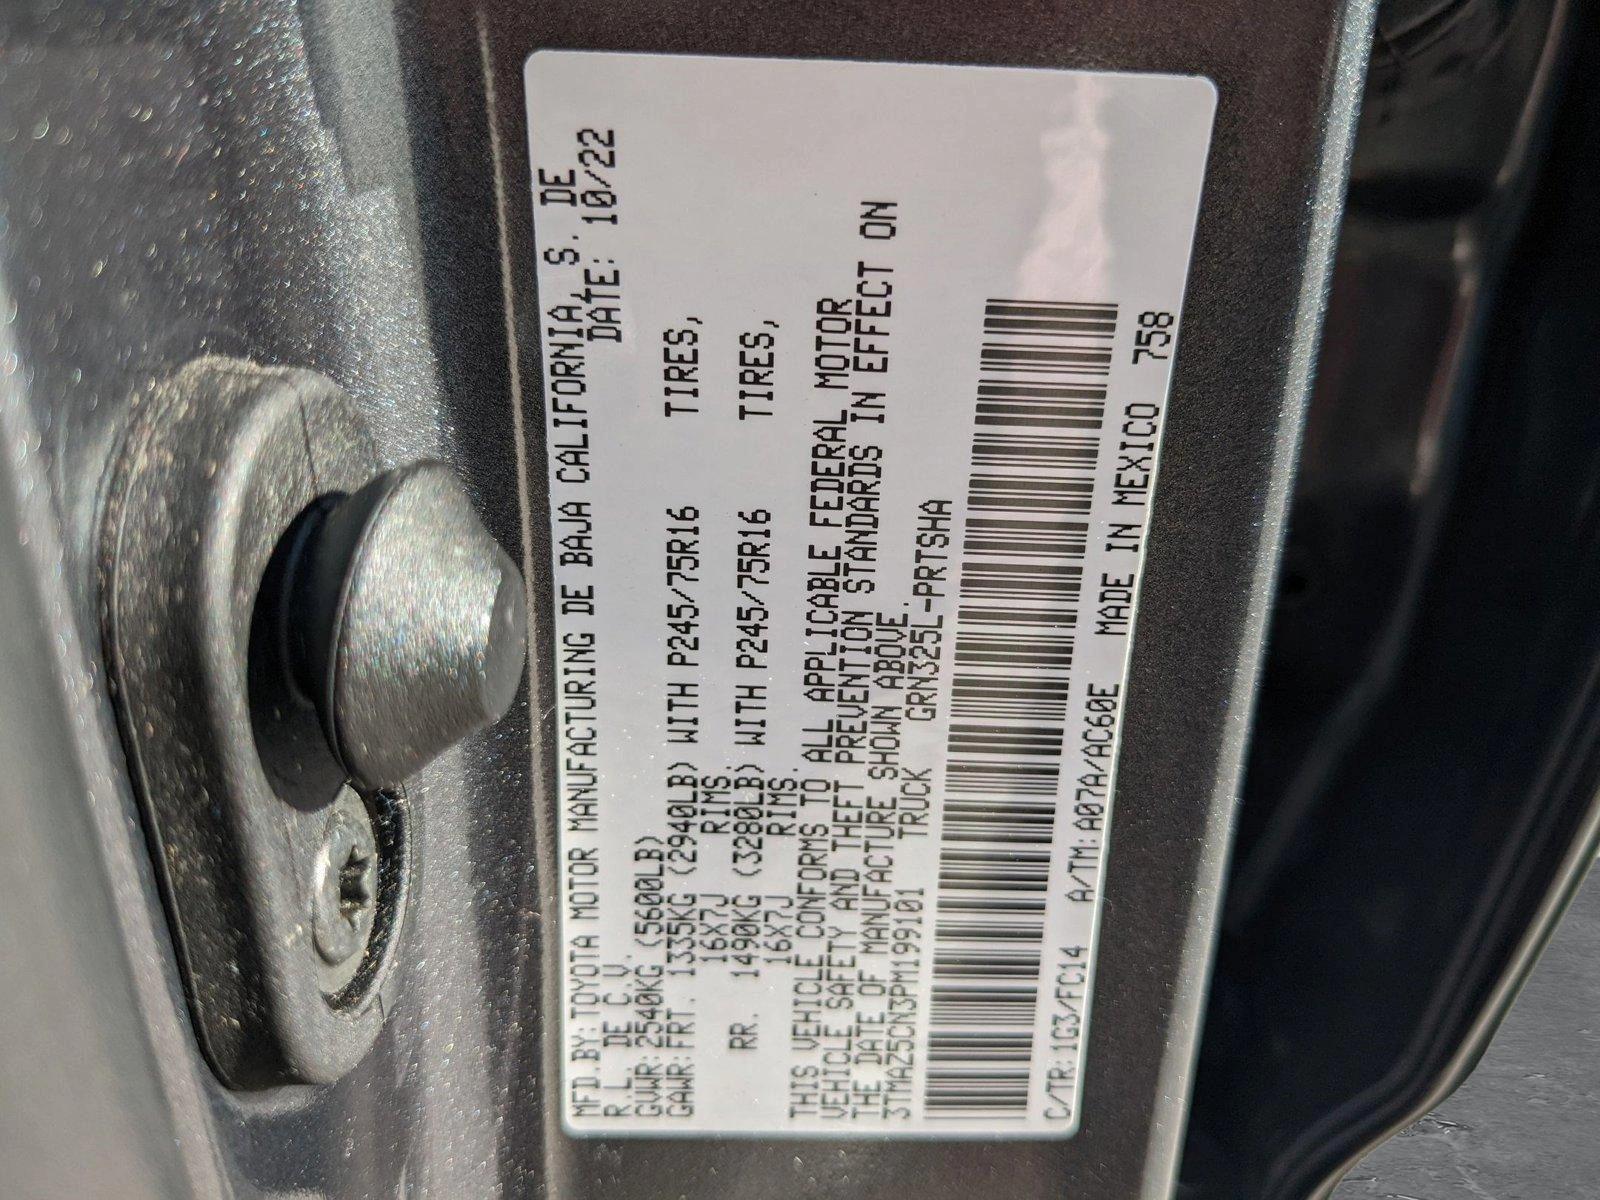 MFD.BY:TOYOTA MOTOR MANUFACTURING DE BAJA CALIFORNIA, S. DE
R.L. DE C.V. DATE: 10/22
GVWR:2540KG (5600LB)
GAWR:FRT. 1335KG (2940LB) WITH P245/75R16 TIRES,
16X7J RIMS
RR. 1490KG (3280LB) WITH P245/75R16 TIRES,
16X7J RIMS.
THIS VEHICLE CONFORMS TO ALL APPLICABLE FEDERAL MOTOR
VEHICLE SAFETY AND THEFT PREVENTION STANDARDS IN EFFECT ON
THE DATE OF MANUFACTURE SHOWN ABOVE.
3TMAZ5CN3PM199101 TRUCK GRN325L-PRTSHA
C/TR:1G3/FC14 A/TM:A07A/AC60E MADE IN MEXICO 758